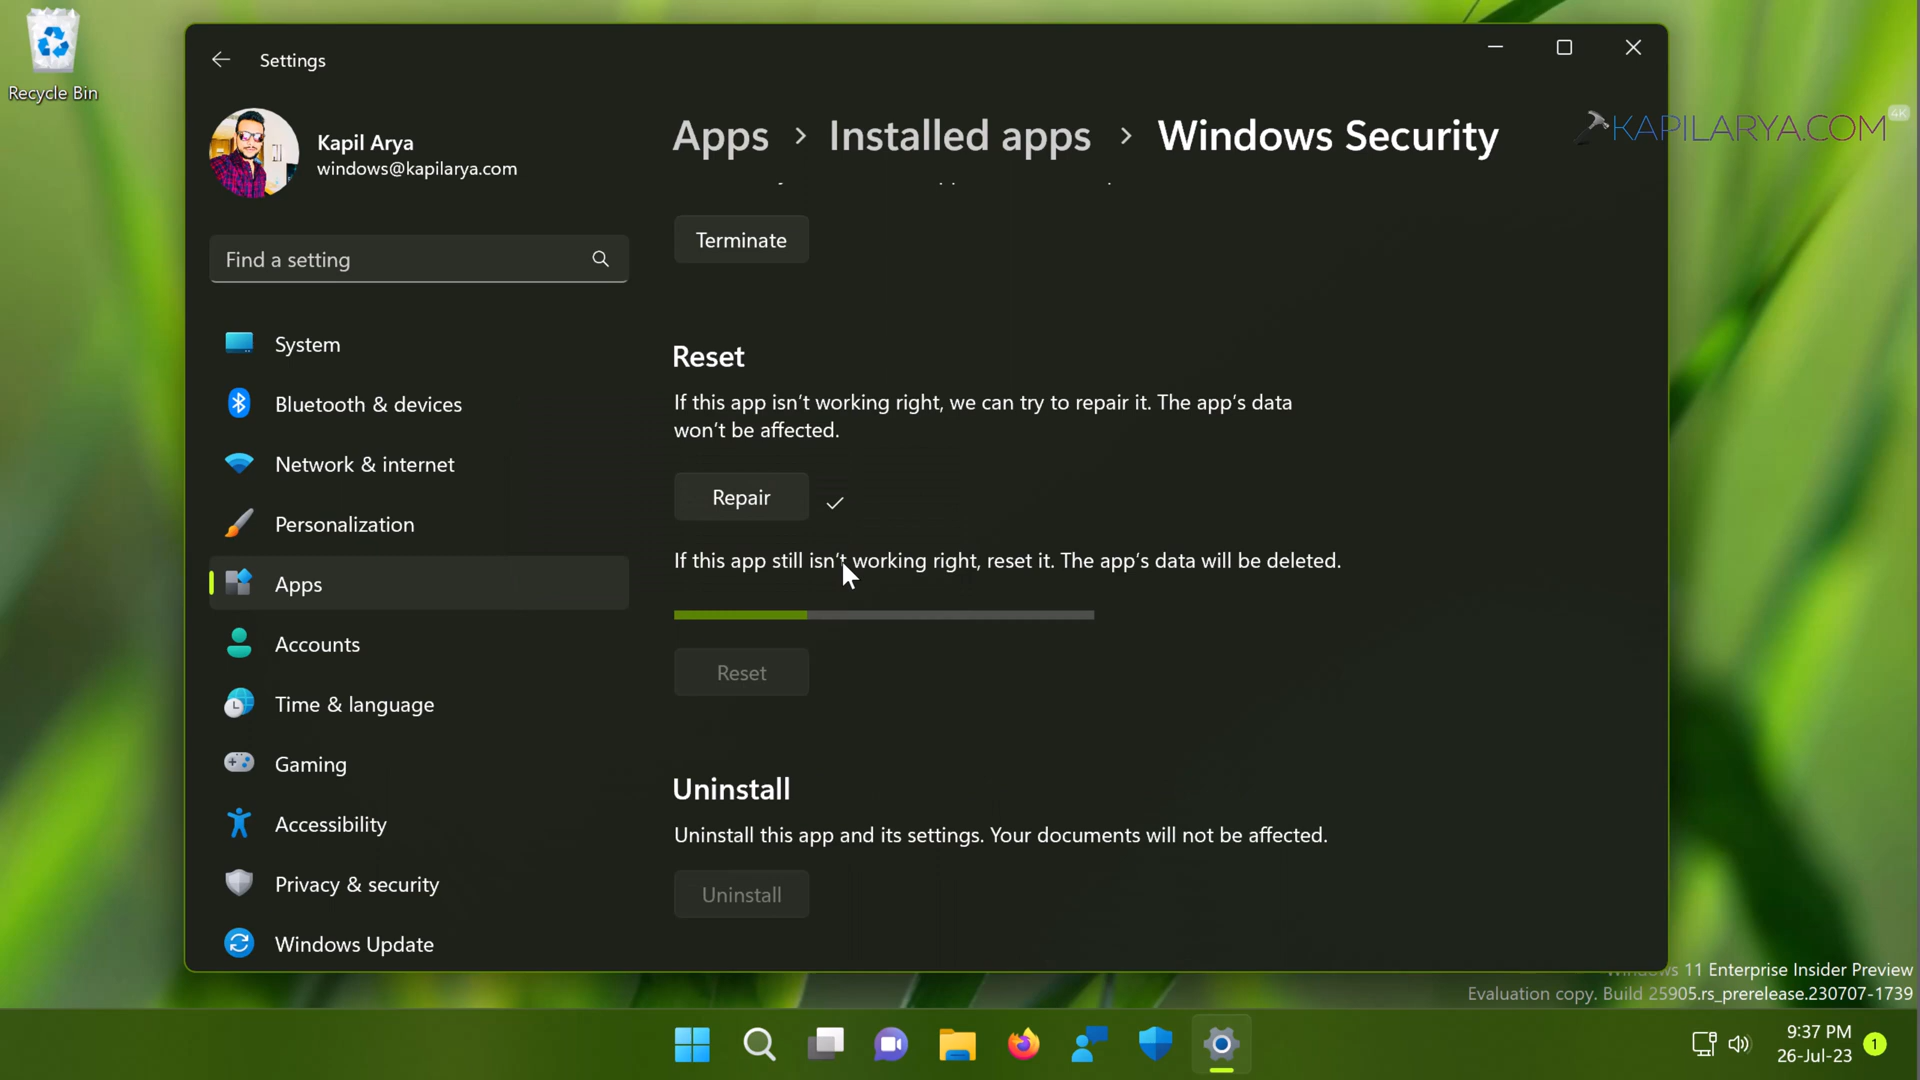 Recycle Bin
Settings
Kapil Arya
windows@kapilarya.com
Find a setting
System
Bluetooth & devices
Network & internet
Personalization
Apps
Accounts
Time & language
Gaming
Accessibility
Privacy & security
Windows Update
Apps > Installed apps > Windows Security
KAPILARYA.COM
4K
Terminate
Reset
If this app isn't working right, we can try to repair it. The app's data
won't be affected.
Repair
If this app still isn't working right, reset it. The app's data will be deleted.
Reset
Uninstall
Uninstall this app and its settings. Your documents will not be affected.
Uninstall
Windows 11 Enterprise Insider Preview
Evaluation copy. Build 25905.rs_prerelease.230707-1739
9:37 PM
26-Jul-23
1